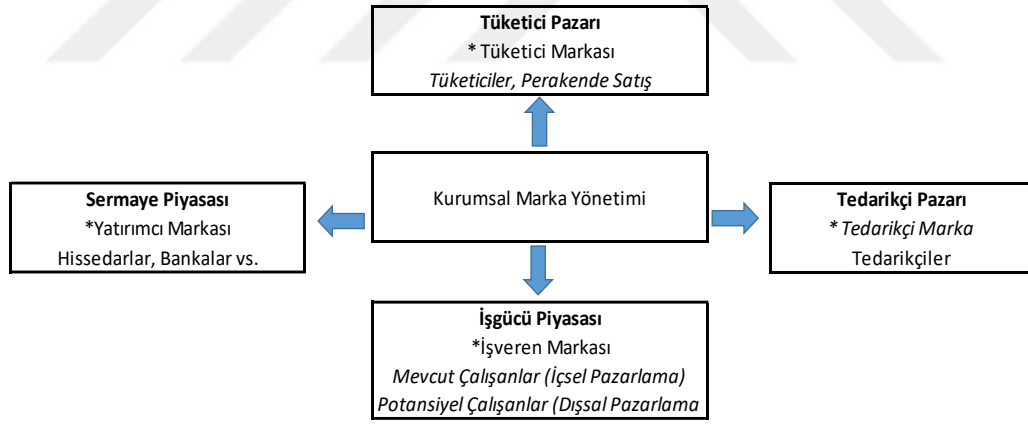 Tüketici Pazarı
* Tüketici Markası
Tüketiciler, Perakende Satış
Sermaye Piyasası
*Yatırımcı Markası
Hissedarlar, Bankalar vs.
Kurumsal Marka Yönetimi
Tedarikçi Pazarı
* Tedarikçi Marka
Tedarikçiler
İşgücü Piyasası
*İşveren Markası
Mevcut Çalışanlar (İçsel Pazarlama)
Potansiyel Çalışanlar (Dışsal Pazarlama